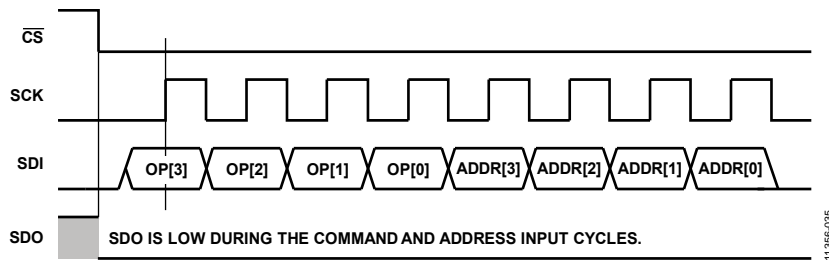 CS
SCK
SDI OP[3] OP[2] OP[1] OP[0] ADDR[3] ADDR[2] ADDR[1] ADDR[0]
SDO SDO IS LOW DURING THE COMMAND AND ADDRESS INPUT CYCLES.